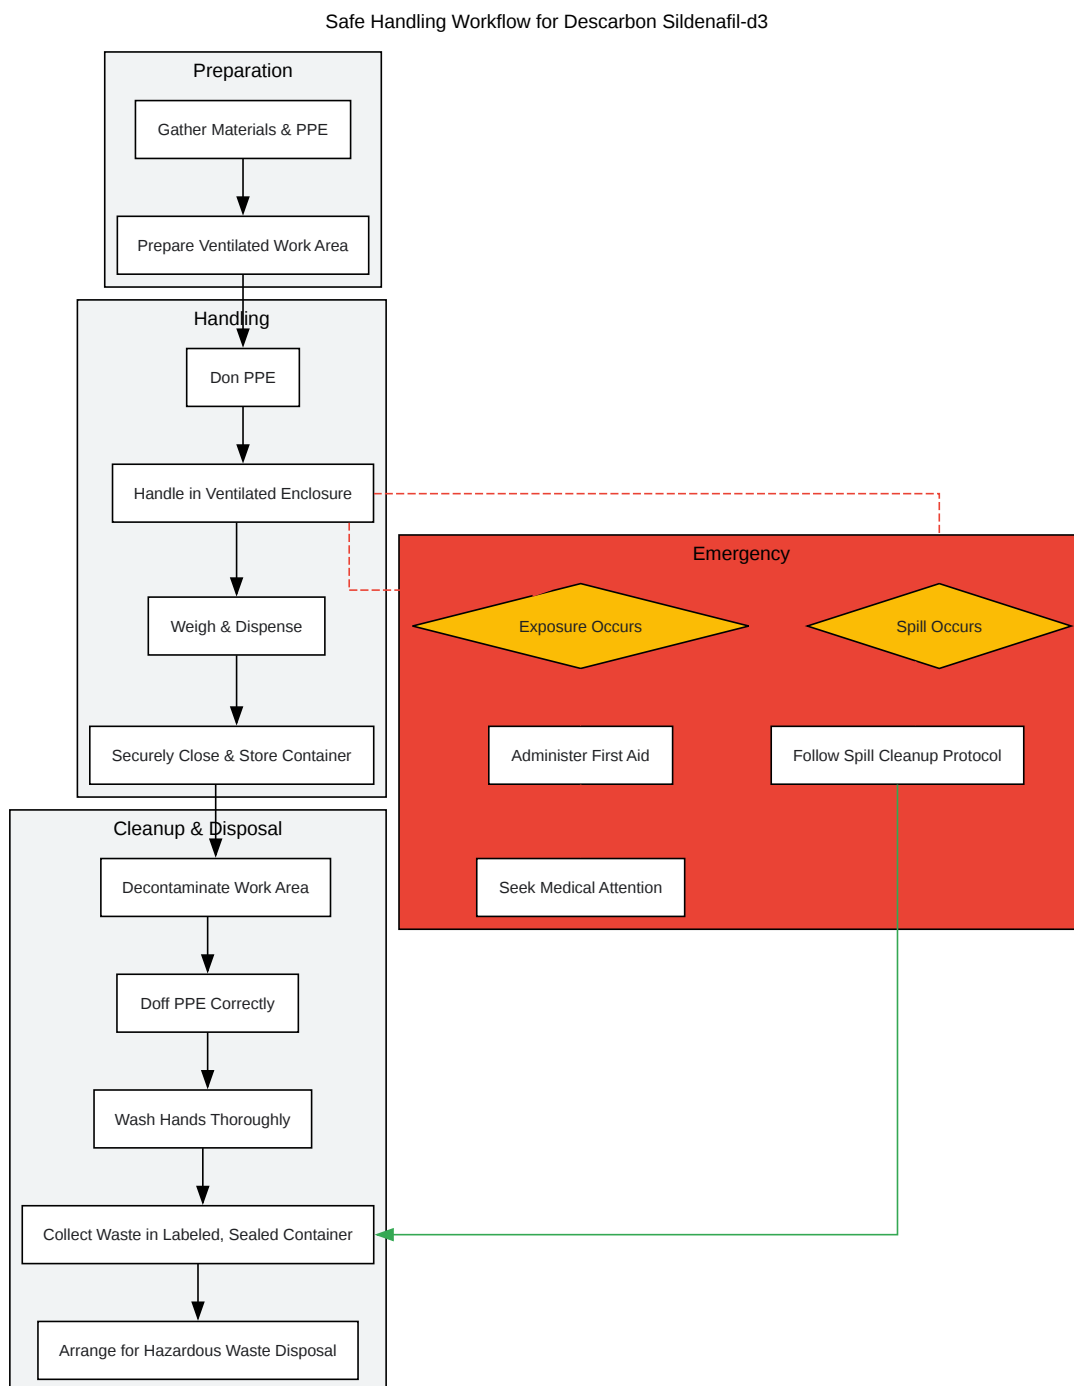 Safe Handling Workflow for Descarbon Sildenafil-d3
Preparation
Gather Materials & PPE
Prepare Ventilated Work Area
Handling
Don PPE
Handle in Ventilated Enclosure
Weigh & Dispense
Securely Close & Store Container
Emergency
Exposure Occurs
Spill Occurs
Administer First Aid
Follow Spill Cleanup Protocol
Seek Medical Attention
Cleanup & Disposal
Decontaminate Work Area
Doff PPE Correctly
Wash Hands Thoroughly
Collect Waste in Labeled, Sealed Container
Arrange for Hazardous Waste Disposal